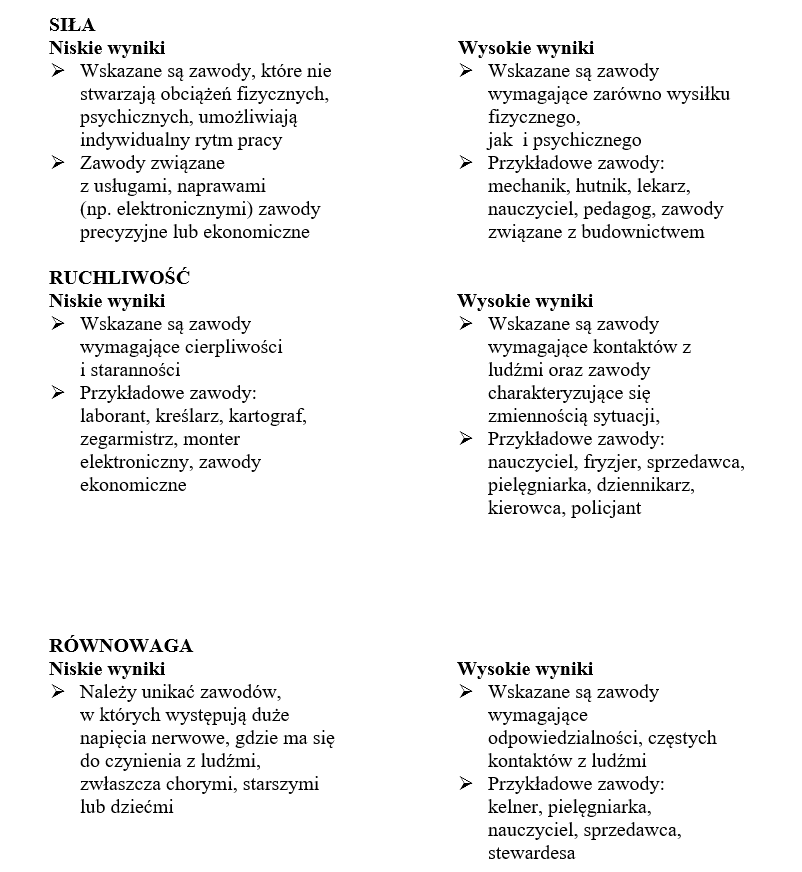 SIŁA
Niskie wyniki
➢ Wskazane są zawody, które nie
stwarzają obciążeń fizycznych,
psychicznych, umożliwiają
indywidualny rytm pracy
➢ Zawody związane
z usługami, naprawami
(np. elektronicznymi) zawody
precyzyjne lub ekonomiczne
Wysokie wyniki
➢ Wskazane są zawody
wymagające zarówno wysiłku
fizycznego,
jak  i psychicznego
➢ Przykładowe zawody:
mechanik, hutnik, lekarz,
nauczyciel, pedagog, zawody
związane z budownictwem
RUCHLIWOŚĆ
Niskie wyniki
➢ Wskazane są zawody
wymagające cierpliwości
i staranności
➢ Przykładowe zawody:
laborant, kreślarz, kartograf,
zegarmistrz, monter
elektroniczny, zawody
ekonomiczne
Wysokie wyniki
➢ Wskazane są zawody
wymagające kontaktów z
ludźmi oraz zawody
charakteryzujące się
zmiennością sytuacji,
➢ Przykładowe zawody:
nauczyciel, fryzjer, sprzedawca,
pielęgniarka, dziennikarz,
kierowca, policjant
RÓWNOWAGA
Niskie wyniki
➢ Należy unikać zawodów,
w których występują duże
napięcia nerwowe, gdzie ma się
do czynienia z ludźmi,
zwłaszcza chorymi, starszymi
lub dziećmi
Wysokie wyniki
➢ Wskazane są zawody
wymagające
odpowiedzialności, częstych
kontaktów z ludźmi
➢ Przykładowe zawody:
kelner, pielęgniarka,
nauczyciel, sprzedawca,
stewardesa